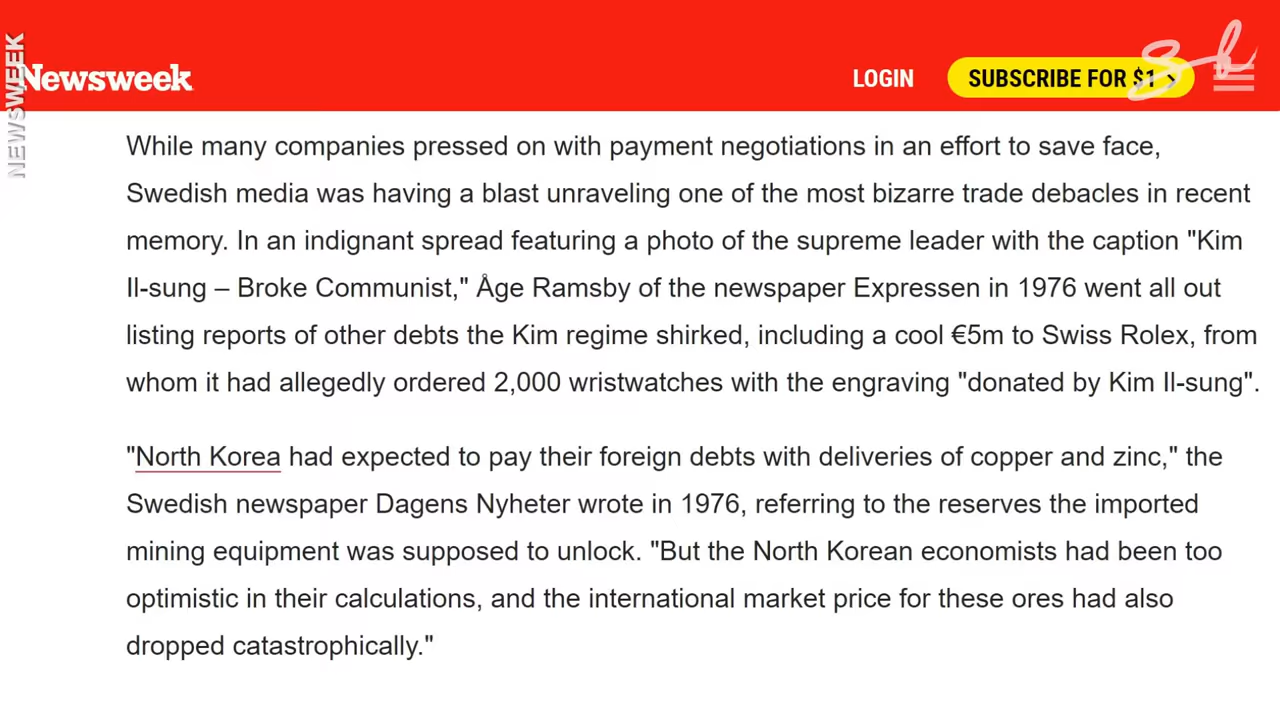 NEWSWEEK
Newsweek
LOGIN
SUBSCRIBE FOR $1 >
While many companies pressed on with payment negotiations in an effort to save face,
Swedish media was having a blast unraveling one of the most bizarre trade debacles in recent
memory. In an indignant spread featuring a photo of the supreme leader with the caption "Kim
Il-sung – Broke Communist," Åge Ramsby of the newspaper Expressen in 1976 went all out
listing reports of other debts the Kim regime shirked, including a cool €5m to Swiss Rolex, from
whom it had allegedly ordered 2,000 wristwatches with the engraving "donated by Kim Il-sung".
"North Korea had expected to pay their foreign debts with deliveries of copper and zinc," the
Swedish newspaper Dagens Nyheter wrote in 1976, referring to the reserves the imported
mining equipment was supposed to unlock. "But the North Korean economists had been too
optimistic in their calculations, and the international market price for these ores had also
dropped catastrophically."